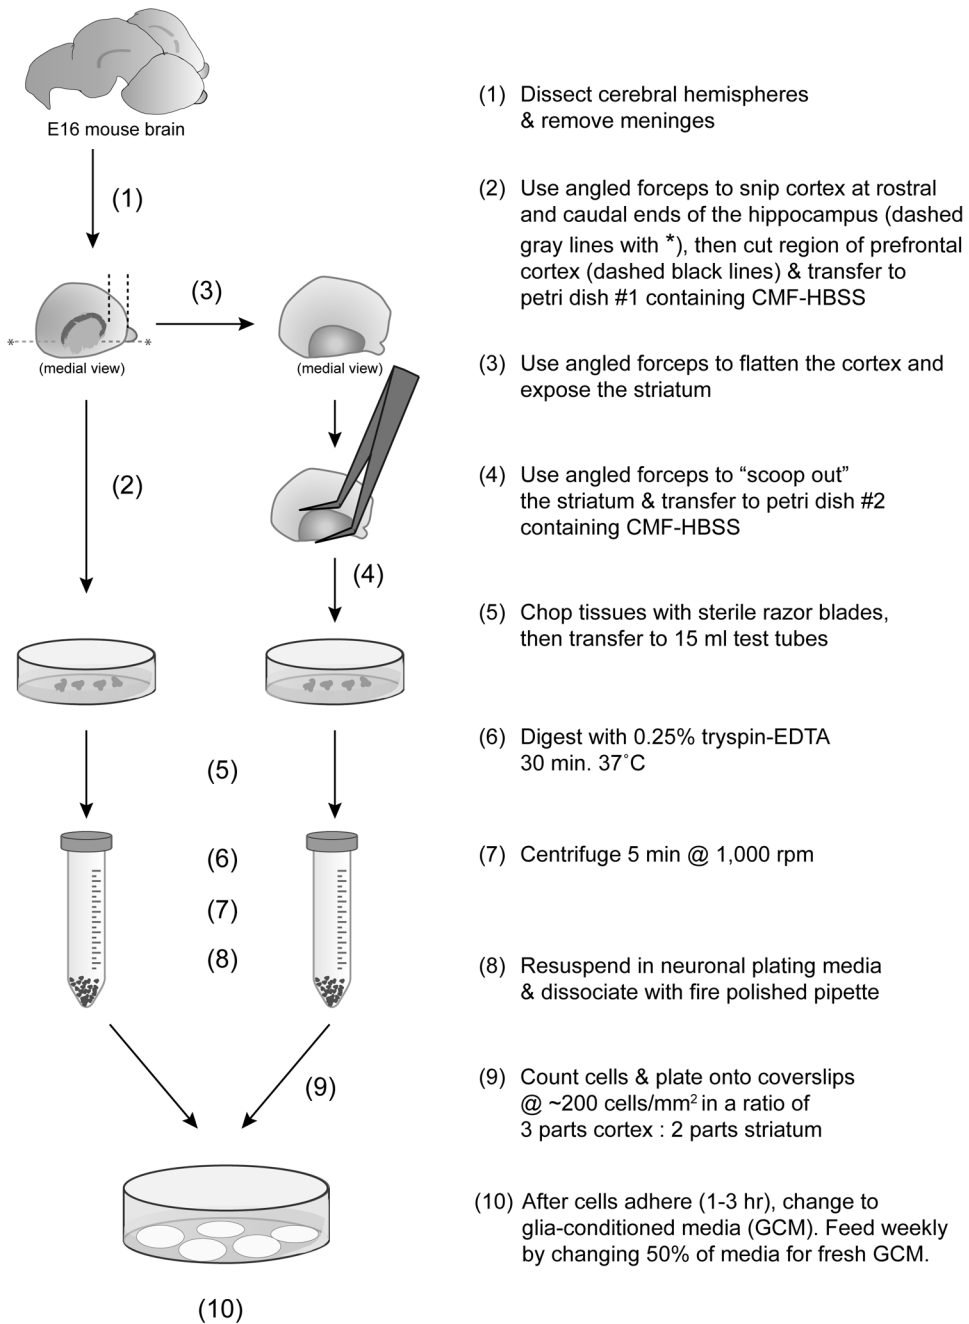 E16 mouse brain
(1)
(3)
*
*
(medial view)
(medial view)
(2)
(4)
(5)
(6)
(7)
(8)
(9)
(10)
(1) Dissect cerebral hemispheres
& remove meninges
(2) Use angled forceps to snip cortex at rostral
and caudal ends of the hippocampus (dashed
gray lines with *), then cut region of prefrontal
cortex (dashed black lines) & transfer to
petri dish #1 containing CMF-HBSS
(3) Use angled forceps to flatten the cortex and
expose the striatum
(4) Use angled forceps to “scoop out”
the striatum & transfer to petri dish #2
containing CMF-HBSS
(5) Chop tissues with sterile razor blades,
then transfer to 15 ml test tubes
(6) Digest with 0.25% tryspin-EDTA
30 min. 37˚C
(7) Centrifuge 5 min @ 1,000 rpm
(8) Resuspend in neuronal plating media
& dissociate with fire polished pipette
(9) Count cells & plate onto coverslips
@ ~200 cells/mm² in a ratio of
3 parts cortex : 2 parts striatum
(10) After cells adhere (1-3 hr), change to
glia-conditioned media (GCM). Feed weekly
by changing 50% of media for fresh GCM.